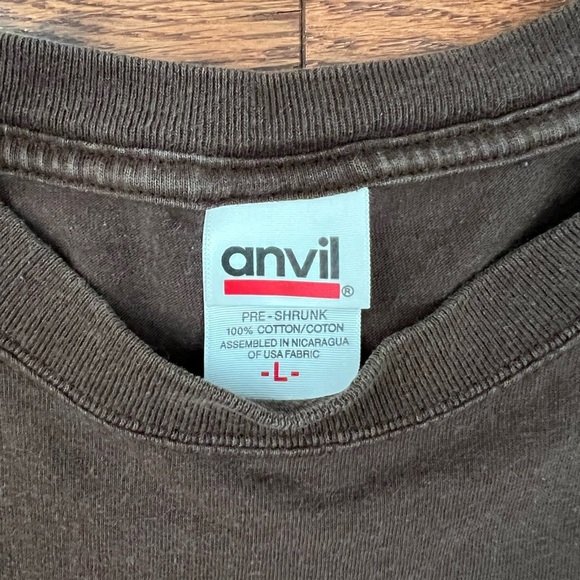 anvil
®
PRE-SHRUNK
100% COTTON/COTON
ASSEMBLED IN NICARAGUA
OF USA FABRIC
-L-